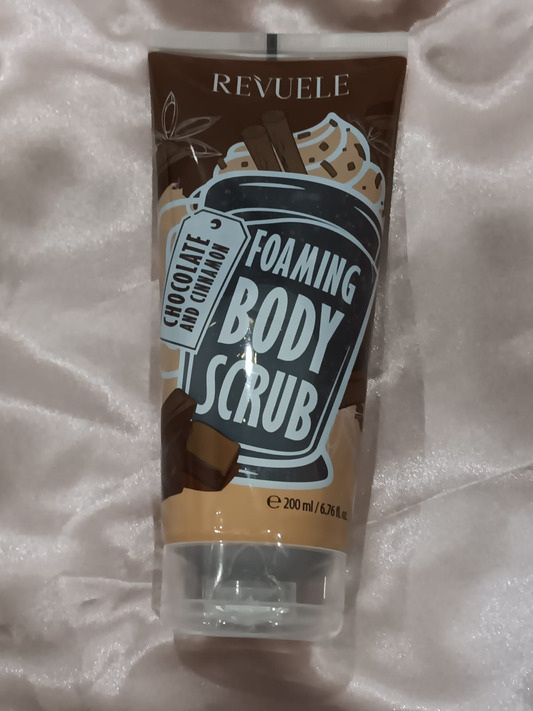 REVUELE
CHOCOLATE
AND CINNAMON
FOAMING
BODY
SCRUB
℮ 200 ml / 6.76 fl. oz.